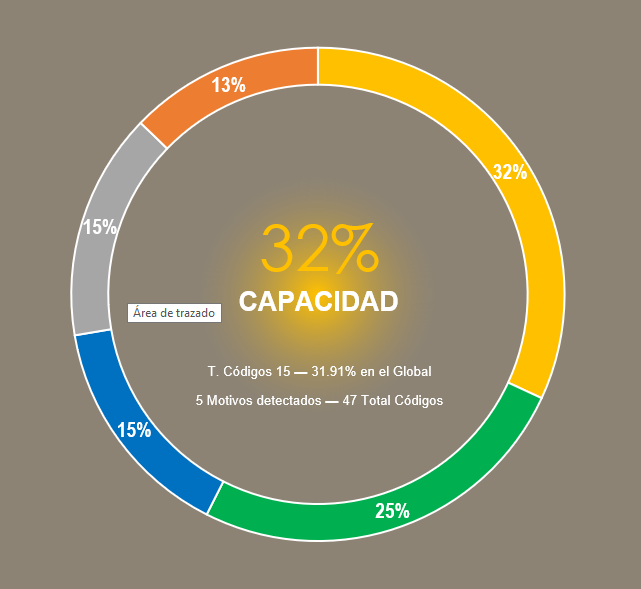 13%
32%
15%
32%
CAPACIDAD
Área de trazado
T. Códigos 15 — 31.91% en el Global
5 Motivos detectados — 47 Total Códigos
15%
25%